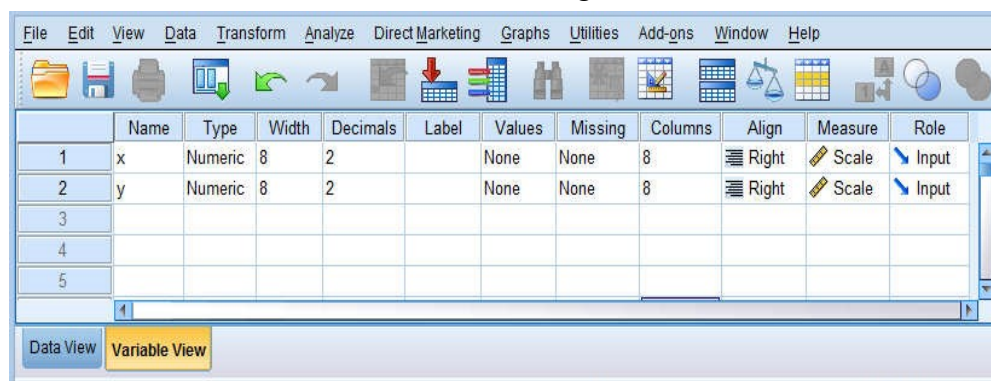 File Edit View Data Transform Analyze Direct Marketing Graphs Utilities Add-ons Window Help
A
1 4
Name Type Width Decimals Label Values Missing Columns Align Measure Role
1 x Numeric 8 2 None None 8 Right Scale Input
2 y Numeric 8 2 None None 8 Right Scale Input
3
4
5
Data View Variable View